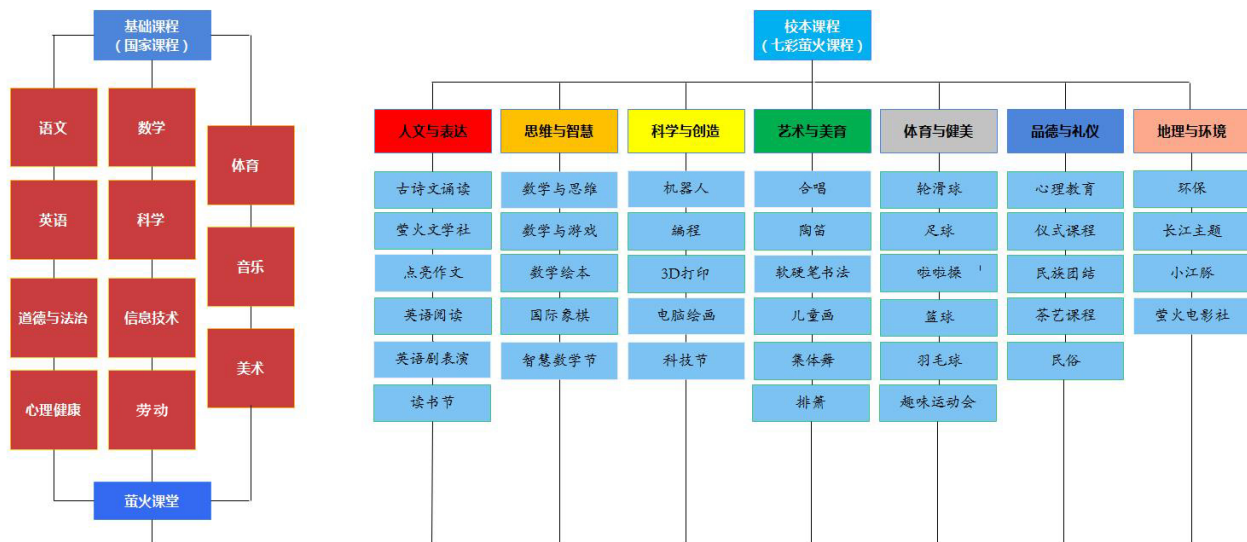 基础课程
（国家课程）
语文
数学
体育
英语
科学
音乐
道德与法治
信息技术
美术
心理健康
劳动
萤火课堂
校本课程
（七彩萤火课程）
人文与表达
古诗文诵读
萤火文学社
点亮作文
英语阅读
英语剧表演
读书节
思维与智慧
数学与思维
数学与游戏
数学绘本
国际象棋
智慧数学节
科学与创造
机器人
编程
3D打印
电脑绘画
科技节
艺术与美育
合唱
陶笛
软硬笔书法
儿童画
集体舞
排箫
体育与健美
轮滑球
足球
啦啦操
篮球
羽毛球
趣味运动会
品德与礼仪
心理教育
仪式课程
民族团结
茶艺课程
民俗
地理与环境
环保
长江主题
小江豚
萤火电影社